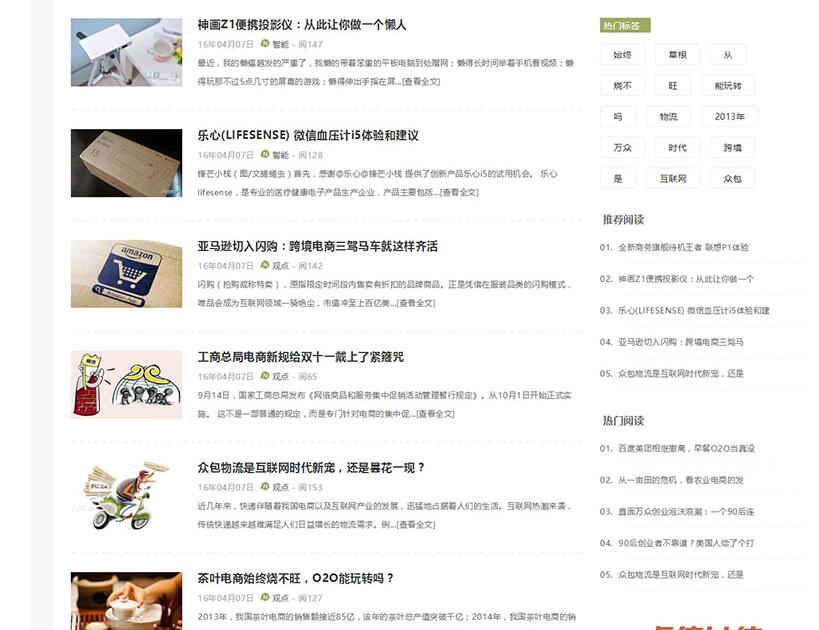 神画Z1便携投影仪：从此让你做一个懒人
16年04月07日 智能 - 阅147
最近，我的懒癌越发的严重了，我懒的带着笨重的平板电脑到处蹭网；懒得长时间举着手机看视频；懒
得玩那不过5点几寸的屏幕的游戏；懒得伸出手指在屏...[查看全文]
乐心(LIFESENSE) 微信血压计i5体验和建议
16年04月07日 智能 - 阅128
锋芒小栈（图/文蟋蟀虫）首先，感谢@乐心@锋芒小栈 提供了创新产品乐心i5的试用机会。 乐心
lifesense，是专业的医疗健康电子产品生产企业，产品主要包括...[查看全文]
amazon
亚马逊切入闪购：跨境电商三驾马车就这样齐活
16年04月07日 观点 - 阅142
闪购（抢购或称特卖），原指限定时间段内售卖有折扣的品牌商品。正是凭借在服装品类的闪购模式，
唯品会成为互联网领域一骑绝尘，市值冲至上百亿美...[查看全文]
工商总局电商新规给双十一戴上了紧箍咒
16年04月07日 观点 - 阅65
9月14日，国家工商总局发布《网络商品和服务集中促销活动管理暂行规定》。从10月1日开始正式实
施。 这不是一部普通的规定，而是专门针对电商的集中促...[查看全文]
PIZZA
众包物流是互联网时代新宠，还是昙花一现？
16年04月07日 观点 - 阅153
近几年来，快递伴随着我国电商以及互联网产业的发展，迅猛地占据着人们的生活。互联网热潮来袭，
传统快递越来越难满足人们日益增长的物流需求。例...[查看全文]
茶叶电商始终烧不旺，O2O能玩转吗？
16年04月07日 观点 - 阅127
2013年，我国茶叶电商的销售额接近85亿，该年的茶叶总产值突破千亿；2014年，我国茶叶电商的销
热门标签
始终 草根 从
烧不 旺 能玩转
吗 物流 2013年
万众 时代 跨境
是 互联网 众包
推荐阅读
01. 全新商务旗舰待机王者 联想P1体验
02. 神画Z1便携投影仪：从此让你做一个
03. 乐心(LIFESENSE) 微信血压计i5体验和建
04. 亚马逊切入闪购：跨境电商三驾马
05. 众包物流是互联网时代新宠，还是
热门阅读
01. 百度美团相继撤离，早餐O2O当真没
02. 从一亩田的危机，看农业电商的发
03. 直面万众创业泡沫浪潮：一个90后连
04. 90后创业者不靠谱？美国人给了个打
05. 众包物流是互联网时代新宠，还是